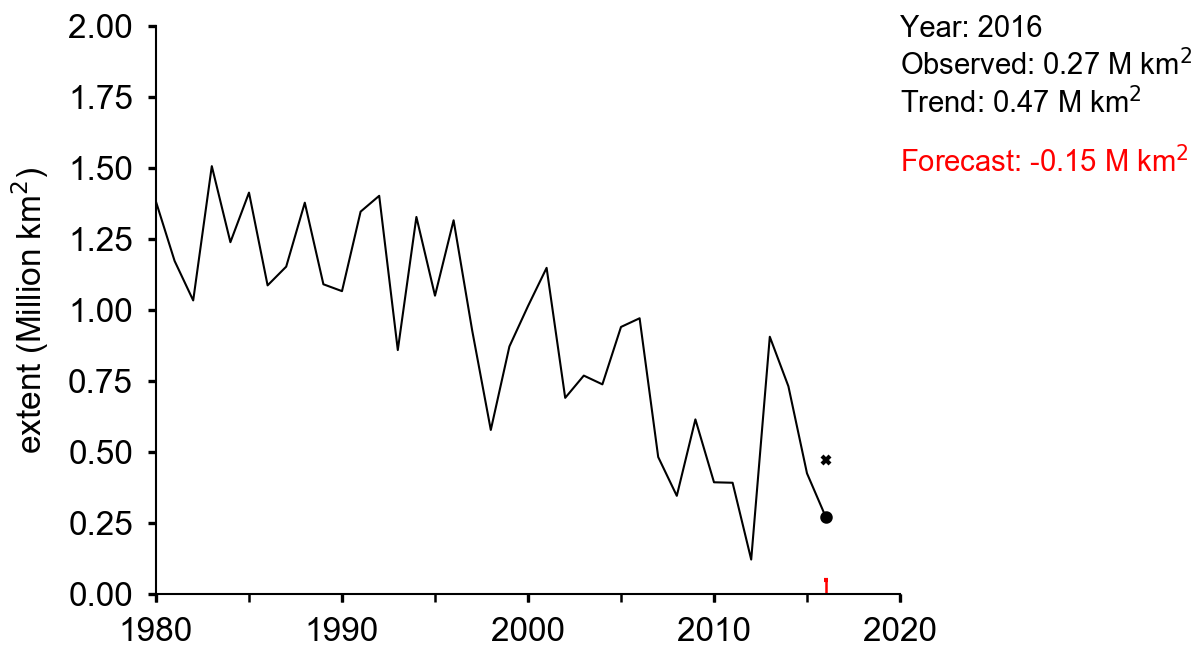 2.00
1.75
1.50
1.25
1.00
0.75
0.50
0.25
0.00
extent (Million km²)
1980
1990
2000
2010
2020
Year: 2016
Observed: 0.27 M km²
Trend: 0.47 M km²
Forecast: -0.15 M km²